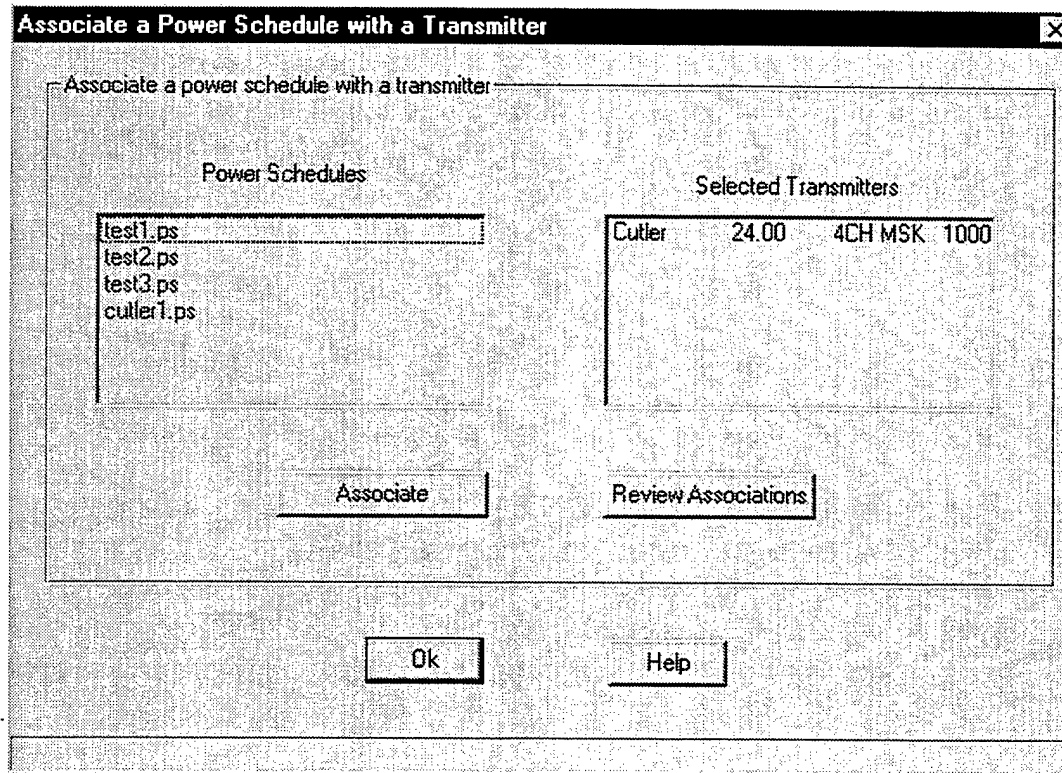 Associate a Power Schedule with a Transmitter
Associate a power schedule with a transmitter
Power Schedules
Selected Transmitters
test1.ps
test2.ps
test3.ps
cutler1.ps
Cutler 24.00 4CH MSK 1000
Associate
Review Associations
Ok
Help